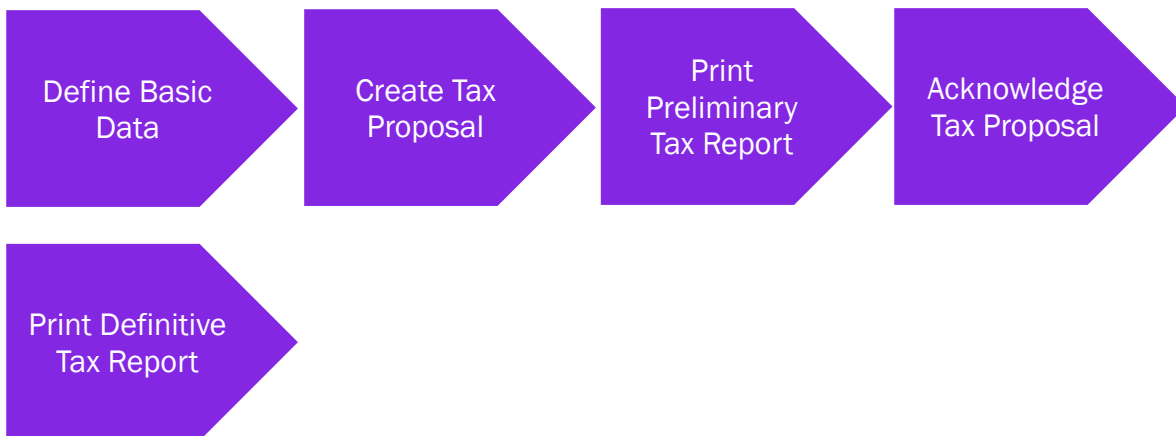 Define Basic
Data
Create Tax
Proposal
Print
Preliminary
Tax Report
Acknowledge
Tax Proposal
Print Definitive
Tax Report